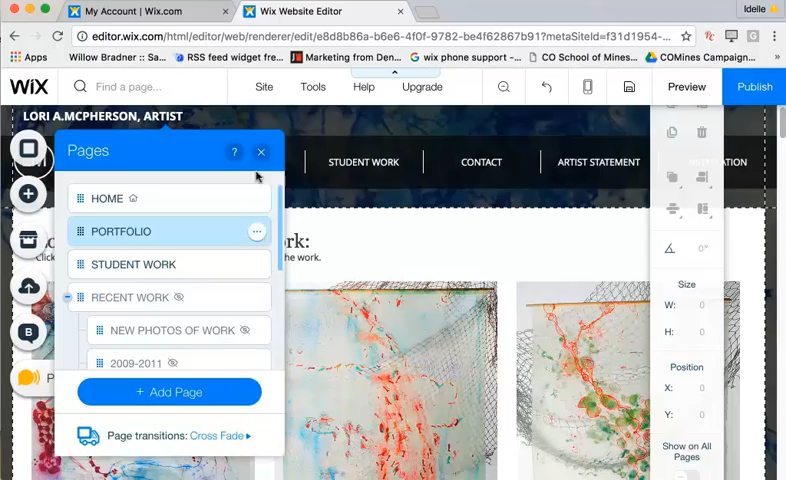 My Account | Wix.com
Wix Website Editor
Idelle
editor.wix.com/html/editor/web/renderer/edit/e8d8b86a-b6e6-4f0f-9782-be4f62867b91?metaSiteId=f31d1954-
Apps
Willow Bradner :: Sa...
RSS feed widget fre...
Marketing from Den...
wix phone support -...
CO School of Mines...
COMines Campaign...
WiX
Find a page...
Site
Tools
Help
Upgrade
Preview
Publish
LORI A.MCPHERSON, ARTIST
Pages
?
STUDENT WORK
CONTACT
ARTIST STATEMENT
ION
HOME
PORTFOLIO
STUDENT WORK
RECENT WORK
NEW PHOTOS OF WORK
2009-2011
+ Add Page
Page transitions: Cross Fade
rk:
Click
the work.
B
P
0°
Size
W: 0
H: 0
Position
X: 0
Y: 0
Show on All
Pages